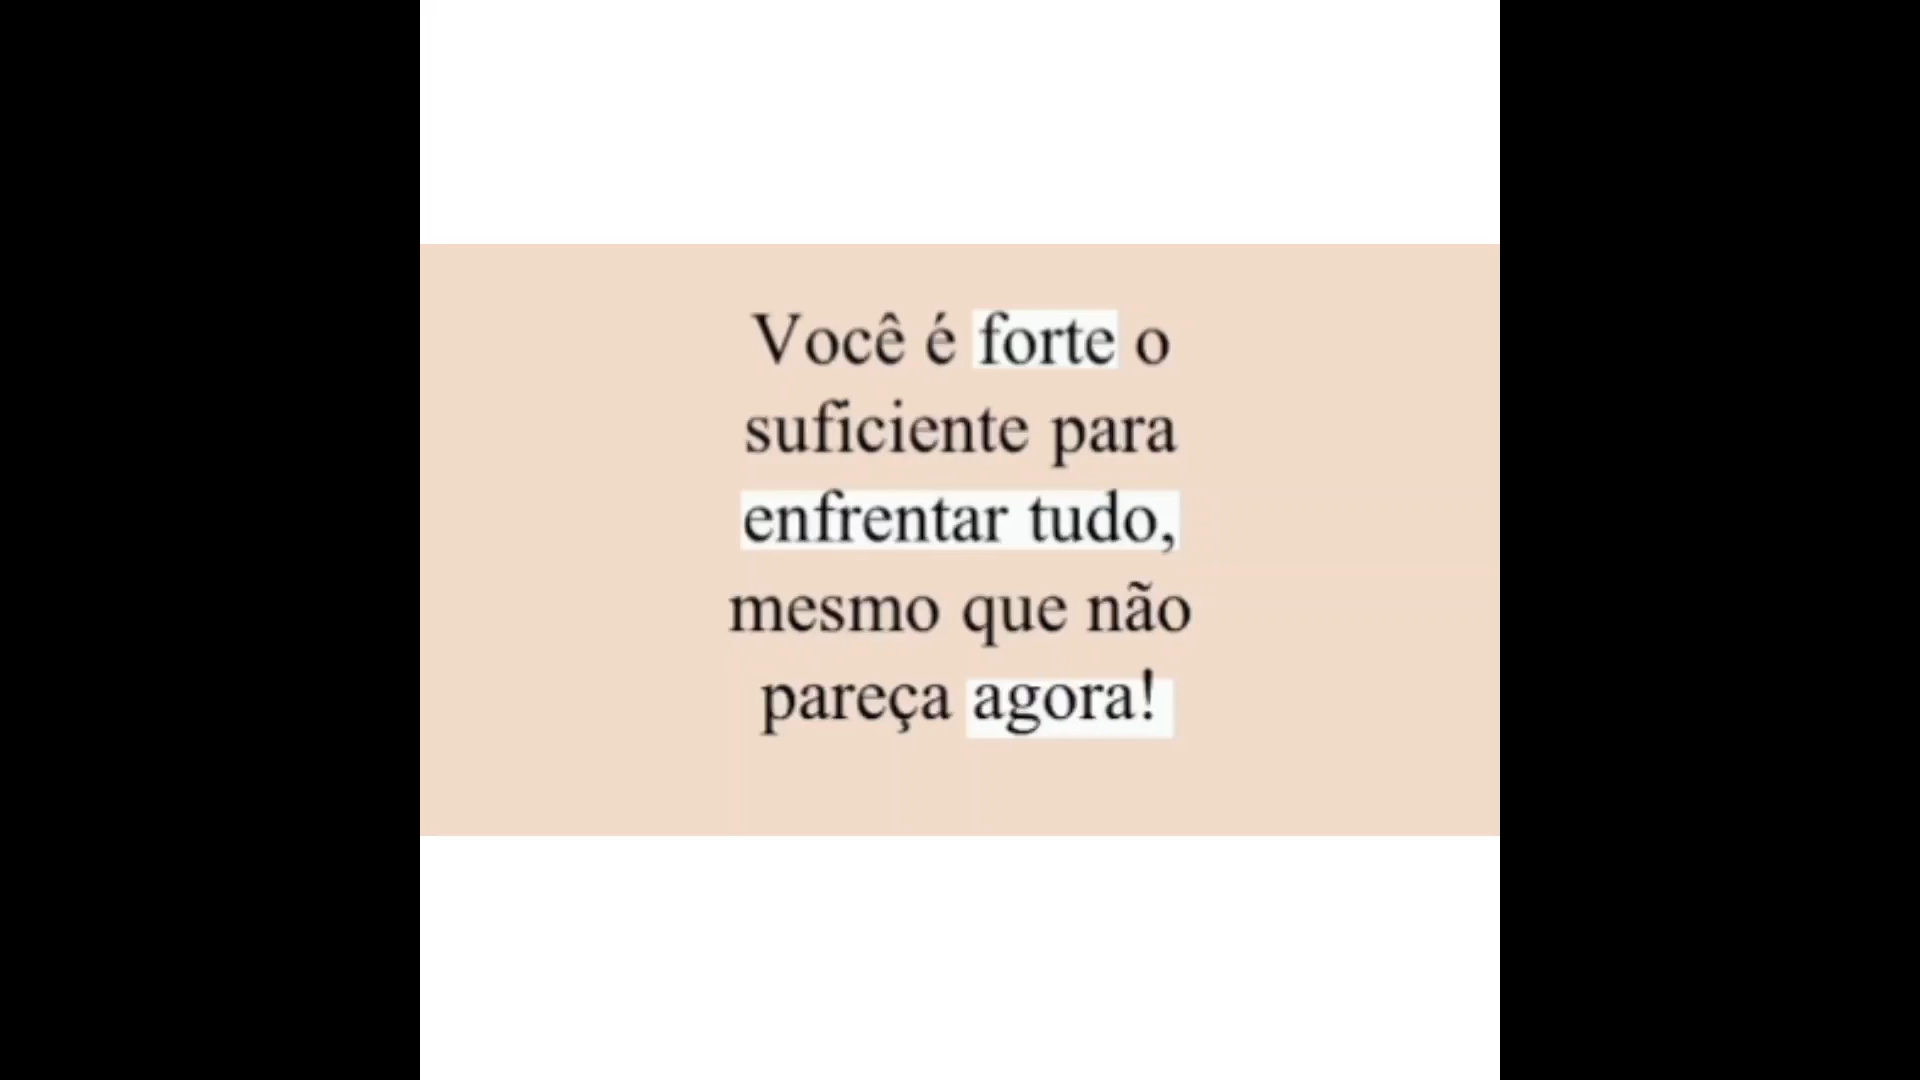 Você é forte o
suficiente para
enfrentar tudo,
mesmo que não
pareça agora!